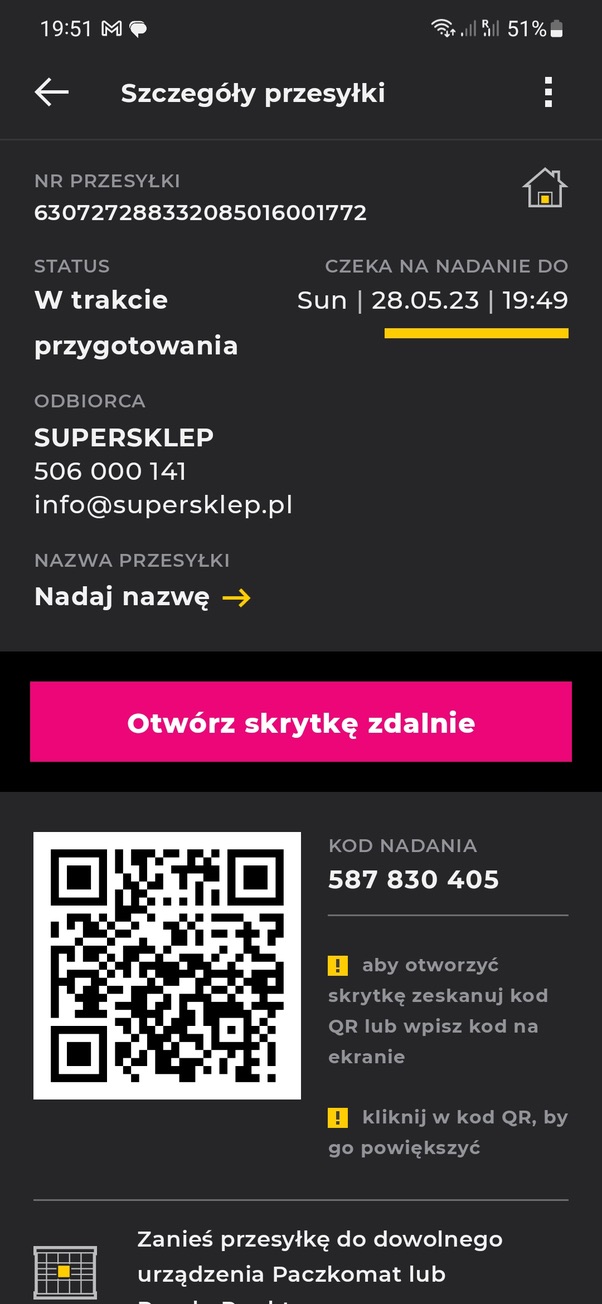 19:51 51%
Szczegóły przesyłki
NR PRZESYŁKI
630727288332085016001772
STATUS CZEKA NA NADANIE DO
W trakcie Sun | 28.05.23 | 19:49
przygotowania
ODBIORCA
SUPERSKLEP
506 000 141
info@supersklep.pl
NAZWA PRZESYŁKI
Nadaj nazwę
Otwórz skrytkę zdalnie
KOD NADANIA
587 830 405
aby otworzyć
skrytkę zeskanuj kod
QR lub wpisz kod na
ekranie
kliknij w kod QR, by
go powiększyć
Zanieś przesyłkę do dowolnego
urządzenia Paczkomat lub